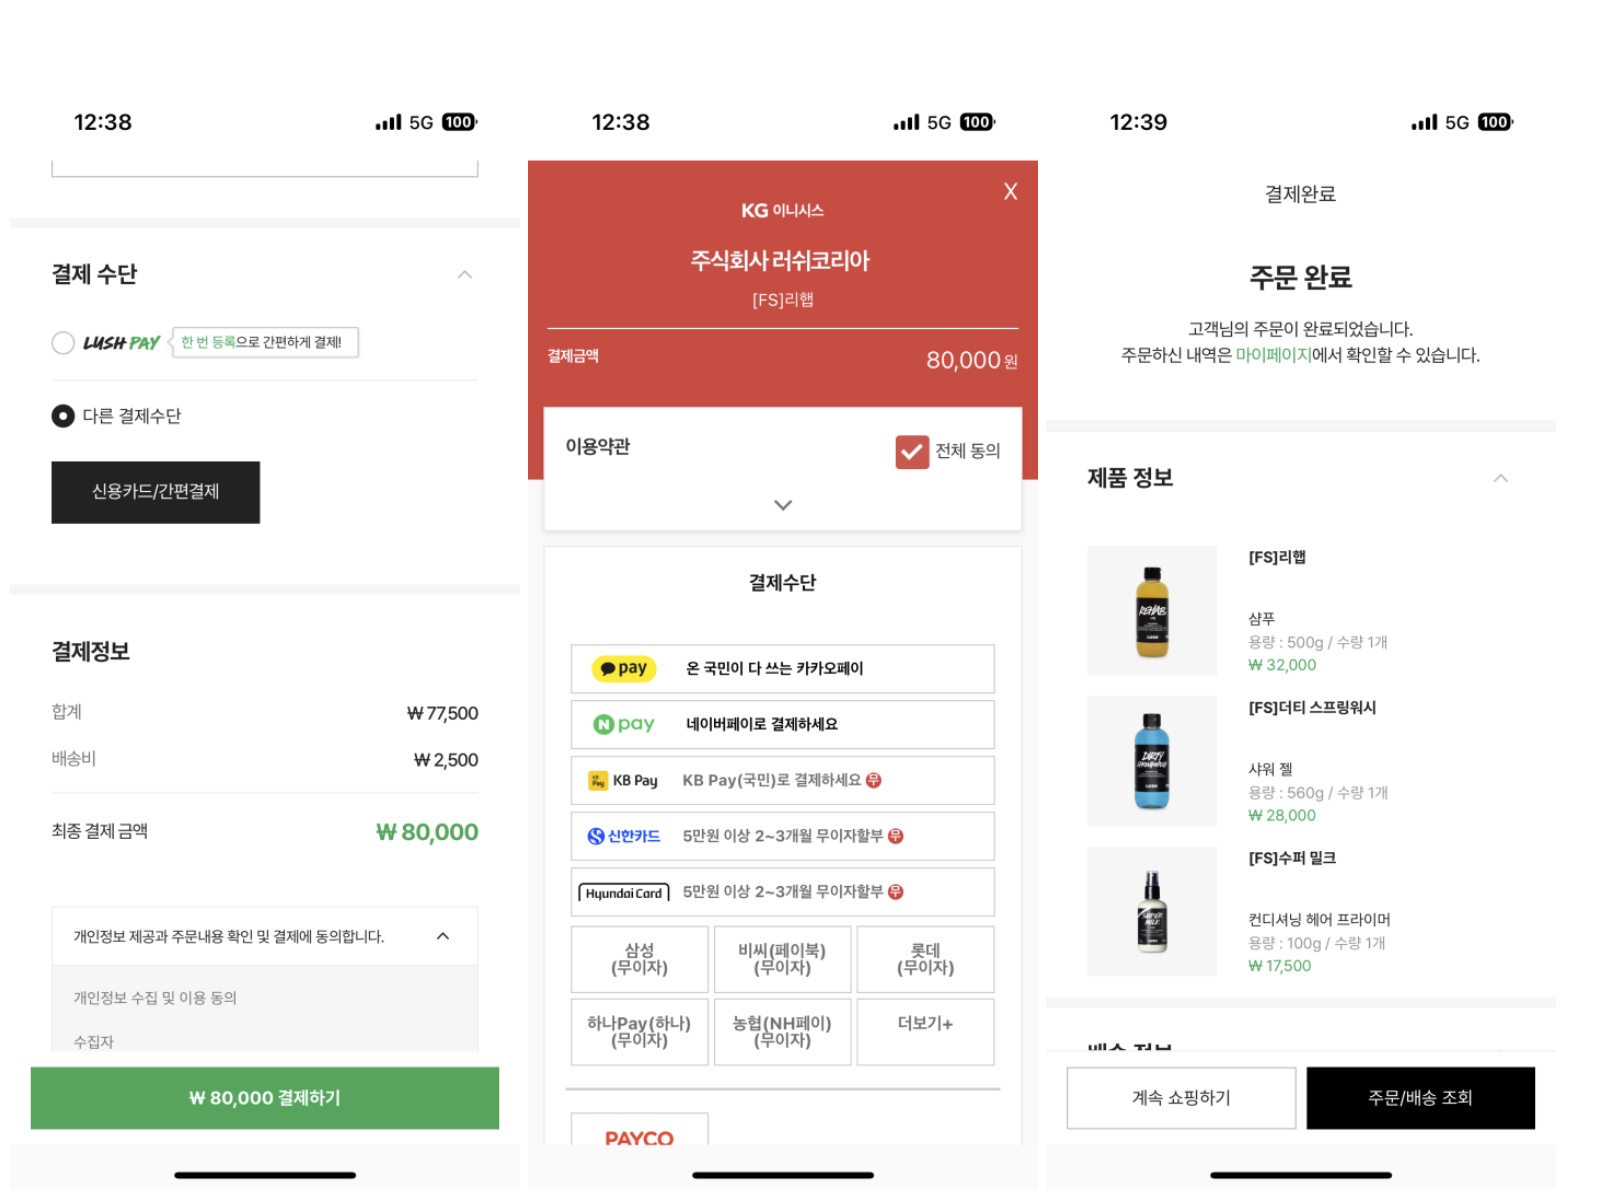 12:38
5G 100
결제 수단
LUSH PAY 한 번 등록으로 간편하게 결제!
다른 결제수단
신용카드/간편결제
결제정보
합계 ₩77,500
배송비 ₩2,500
최종 결제 금액 ₩80,000
개인정보 제공과 주문내용 확인 및 결제에 동의합니다.
개인정보 수집 및 이용 동의
수집자
₩ 80,000 결제하기
12:38
5G 100
X
KG 이니시스
주식회사 러쉬코리아
[FS]리햅
결제금액 80,000원
이용약관 전체 동의
결제수단
pay 온 국민이 다 쓰는 카카오페이
N pay 네이버페이로 결제하세요
KB Pay KB Pay KB Pay(국민)로 결제하세요 무
신한카드 5만원 이상 2~3개월 무이자할부 무
Hyundai Card 5만원 이상 2~3개월 무이자할부 무
삼성
(무이자)
비씨(페이북)
(무이자)
롯데
(무이자)
하나Pay(하나)
(무이자)
농협(NH페이)
(무이자)
더보기+
PAYCO
12:39
5G 100
결제완료
주문 완료
고객님의 주문이 완료되었습니다.
주문하신 내역은 마이페이지에서 확인할 수 있습니다.
제품 정보
REHAB
LUSH
[FS]리햅
샴푸
용량 : 500g / 수량 1개
₩ 32,000
DIRTY
SPRINGWASH
LUSH
[FS]더티 스프링워시
샤워 젤
용량 : 560g / 수량 1개
₩ 28,000
SUPER
MILK
LUSH
[FS]수퍼 밀크
컨디셔닝 헤어 프라이머
용량 : 100g / 수량 1개
₩ 17,500
배송 정보
계속 쇼핑하기
주문/배송 조회